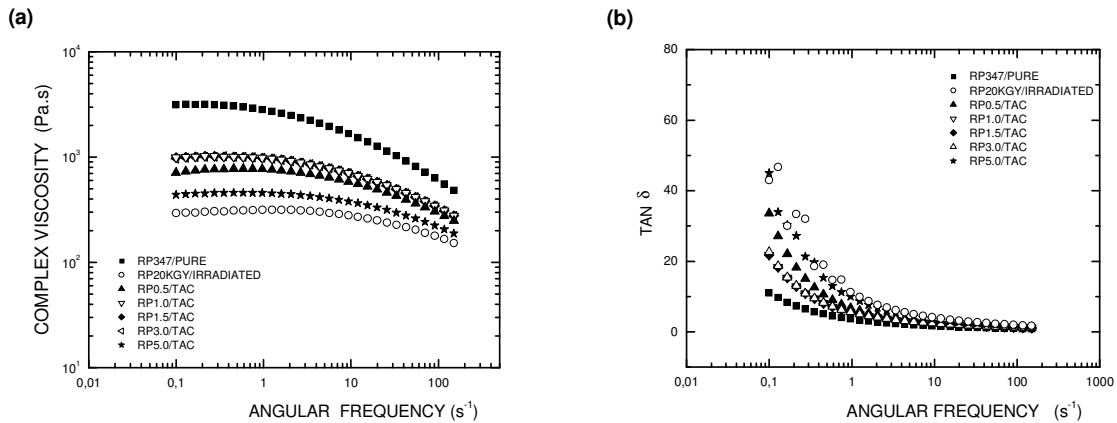 (a)
10^4
10^3
10^2
10^1
COMPLEX VISCOSITY (Pa.s)
RP347/PURE
RP20KGY/IRRADIATED
RP0.5/TAC
RP1.0/TAC
RP1.5/TAC
RP3.0/TAC
RP5.0/TAC
0,01 0,1 1 10 100
ANGULAR FREQUENCY (s^-1)
(b)
80
60
40
20
0
TAN δ
RP347/PURE
RP20KGY/IRRADIATED
RP0.5/TAC
RP1.0/TAC
RP1.5/TAC
RP3.0/TAC
RP5.0/TAC
0,01 0,1 1 10 100 1000
ANGULAR FREQUENCY (s^-1)